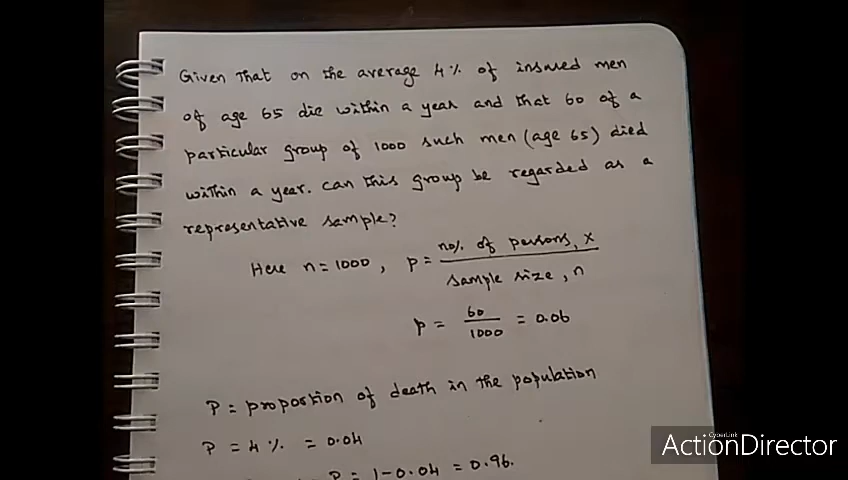 Given that on the average 4% of insured men
of age 65 die within a year and that 60 of a
particular group of 1000 such men (age 65) died
within a year. Can this group be regarded as a
representative sample?
Here n = 1000, p = no% of persons, x / sample size, n
p = 60 / 1000 = 0.06
P = proportion of death in the population
P = 4% = 0.04
P = 1-0.04 = 0.96.
CyberLink
ActionDirector